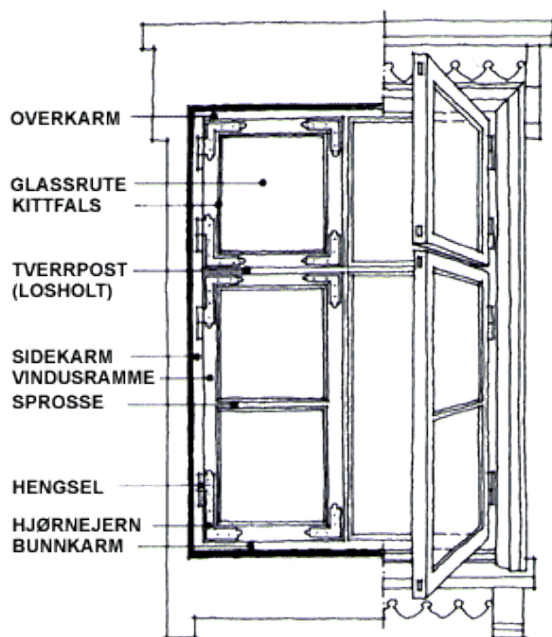 OVERKARM
GLASSRUTE
KITTFALS
TVERRPOST
(LOSHOLT)
SIDEKARM
VINDUSRAMME
SPROSSE
HENGSEL
HJØRNEJERN
BUNNKARM